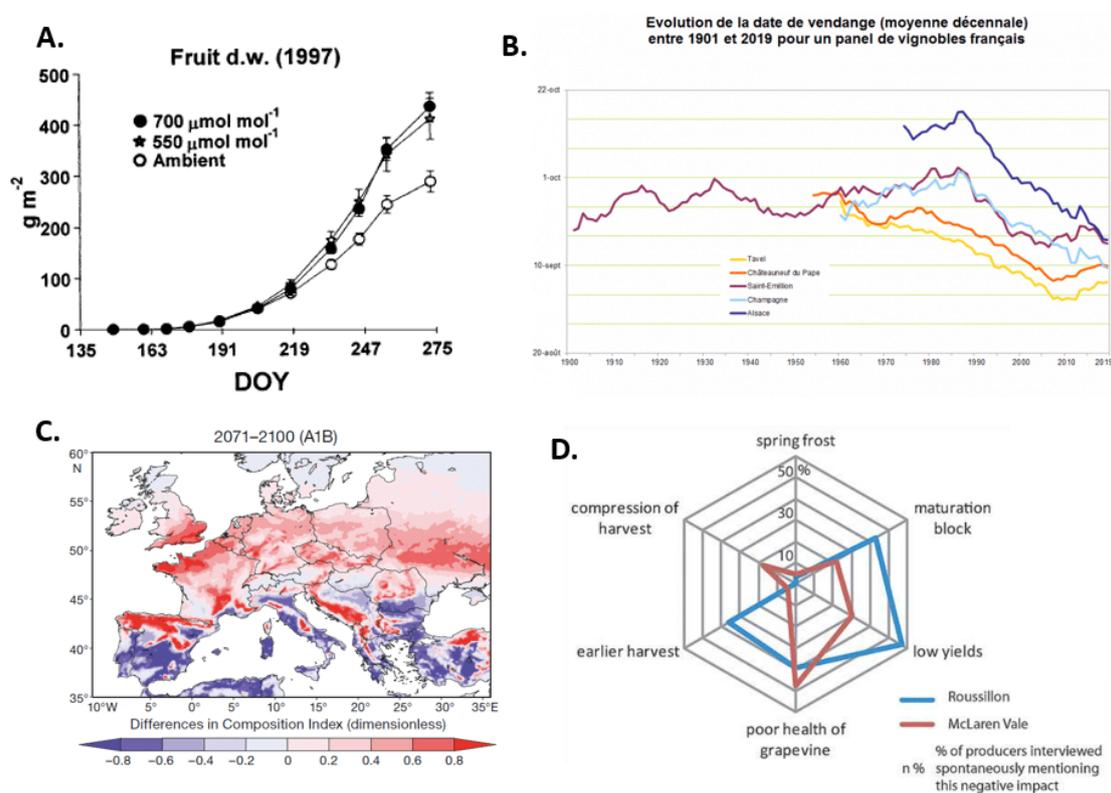 A.
Fruit d.w. (1997)
500
400
300
200
100
0
g m⁻²
700 μmol mol⁻¹
550 μmol mol⁻¹
Ambient
135 163 191 219 247 275
DOY
B.
Evolution de la date de vendange (moyenne décennale)
entre 1901 et 2019 pour un panel de vignobles français
22-oct
1-oct
10-sept
20-août
Tavel
Châteauneuf du Pape
Saint-Emilion
Champagne
Alsace
1900 1910 1920 1930 1940 1950 1960 1970 1980 1990 2000 2010 2019
C.
2071–2100 (A1B)
60°
N
55°
50°
45°
40°
35°
10°W 5° 0° 5° 10° 15° 20° 25° 30° 35°E
Differences in Composition Index (dimensionless)
−0.8 −0.6 −0.4 −0.2 0 0.2 0.4 0.6 0.8
D.
spring frost
50 %
30
10
compression of
harvest
maturation
block
earlier harvest
low yields
poor health of
grapevine
Roussillon
McLaren Vale
n %
% of producers interviewed
spontaneously mentioning
this negative impact